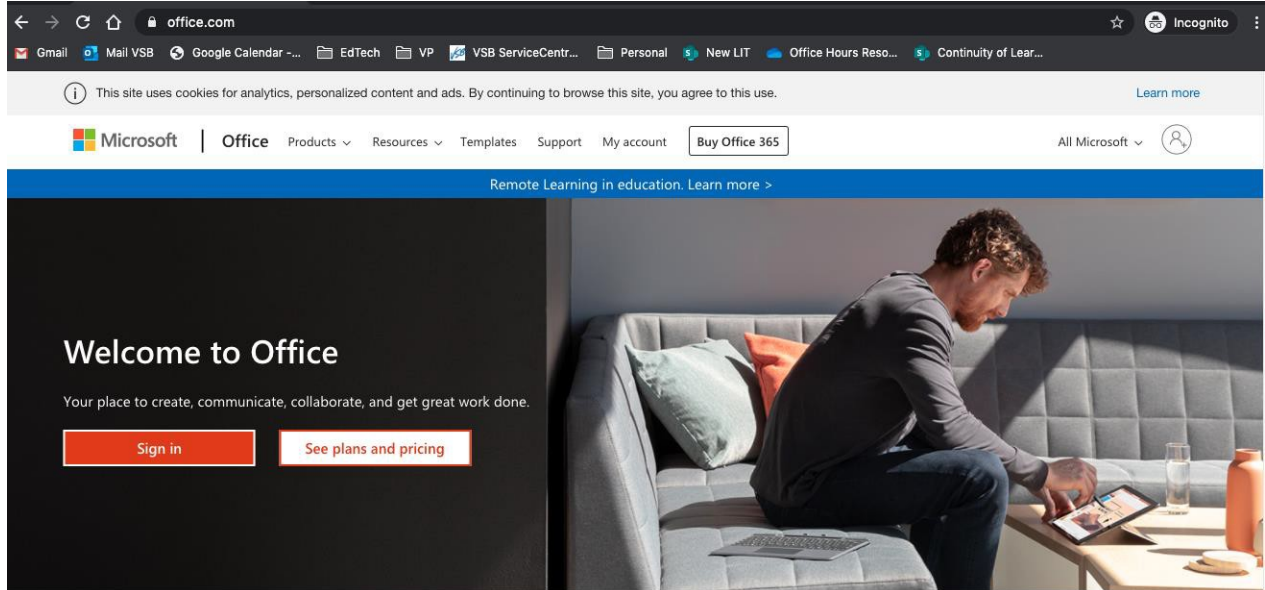 office.com Incognito
Gmail Mail VSB Google Calendar -... EdTech VP VSB ServiceCentr... Personal New LIT Office Hours Reso... Continuity of Lear...
This site uses cookies for analytics, personalized content and ads. By continuing to browse this site, you agree to this use. Learn more
Microsoft Office Products Resources Templates Support My account Buy Office 365 All Microsoft
Remote Learning in education. Learn more >
Welcome to Office
Your place to create, communicate, collaborate, and get great work done.
Sign in See plans and pricing